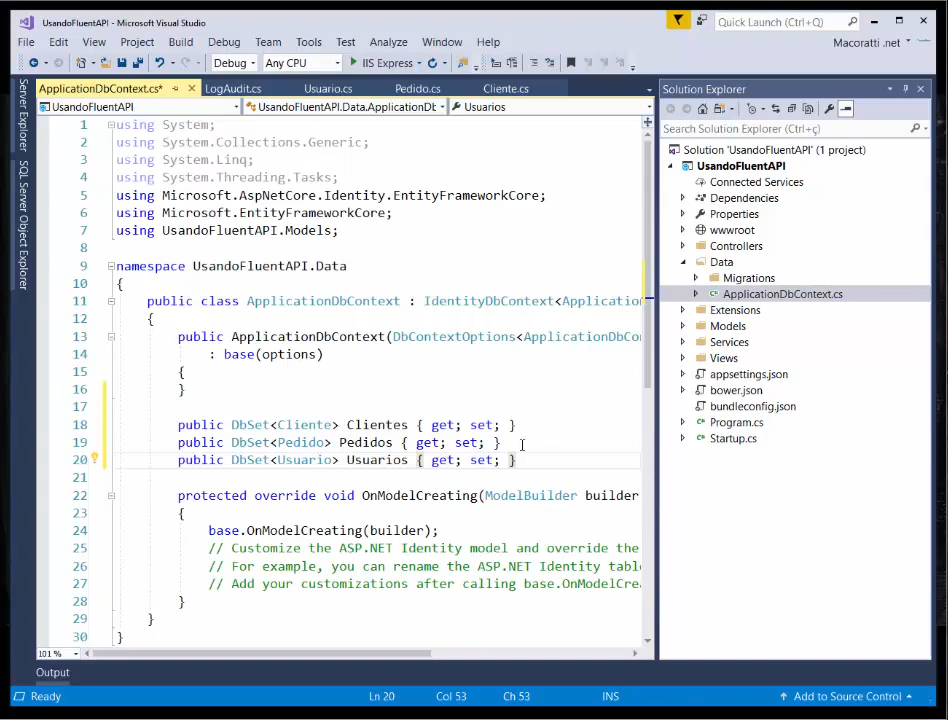 UsandoFluentAPI - Microsoft Visual Studio
Quick Launch (Ctrl+Q)
File Edit View Project Build Debug Team Tools Test Analyze Window Help
Macoratti .net
Debug Any CPU IIS Express
ApplicationDbContext.cs* LogAudit.cs Usuario.cs Pedido.cs Cliente.cs
UsandoFluentAPI UsandoFluentAPI.Data.ApplicationDt Usuarios
Server Explorer
SQL Server Object Explorer
1 using System;
2 using System.Collections.Generic;
3 using System.Linq;
4 using System.Threading.Tasks;
5 using Microsoft.AspNetCore.Identity.EntityFrameworkCore;
6 using Microsoft.EntityFrameworkCore;
7 using UsandoFluentAPI.Models;
8
9 namespace UsandoFluentAPI.Data
10 {
11 public class ApplicationDbContext : IdentityDbContext<Application
12 {
13 public ApplicationDbContext(DbContextOptions<ApplicationDbCo
14 : base(options)
15 {
16 }
17
18 public DbSet<Cliente> Clientes { get; set; }
19 public DbSet<Pedido> Pedidos { get; set; }
20 public DbSet<Usuario> Usuarios { get; set; }
21
22 protected override void OnModelCreating(ModelBuilder builder
23 {
24 base.OnModelCreating(builder);
25 // Customize the ASP.NET Identity model and override the
26 // For example, you can rename the ASP.NET Identity table
27 // Add your customizations after calling base.OnModelCrea
28 }
29 }
30 }
101 %
Solution Explorer
Search Solution Explorer (Ctrl+ç)
Solution 'UsandoFluentAPI' (1 project)
UsandoFluentAPI
Connected Services
Dependencies
Properties
wwwroot
Controllers
Data
Migrations
ApplicationDbContext.cs
Extensions
Models
Services
Views
appsettings.json
bower.json
bundleconfig.json
Program.cs
Startup.cs
Output
Ready Ln 20 Col 53 Ch 53 INS Add to Source Control